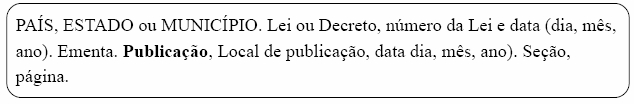 PAÍS, ESTADO ou MUNICÍPIO. Lei ou Decreto, número da Lei e data (dia, mês,
ano). Ementa. Publicação, Local de publicação, data dia, mês, ano). Seção,
página.